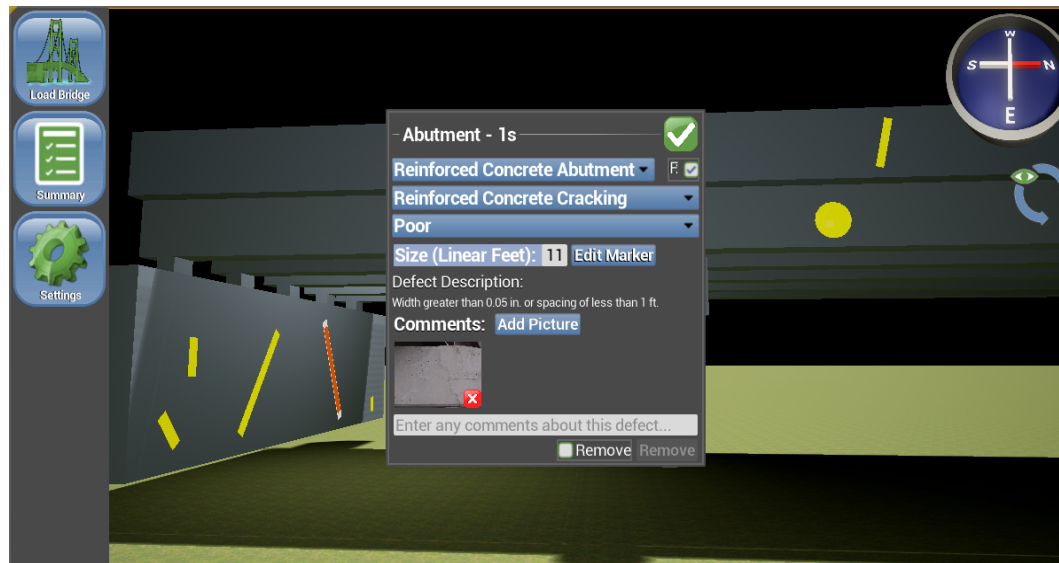 Load Bridge
Summary
Settings
W
S N
E
Abutment - 1s
Reinforced Concrete Abutment F.
Reinforced Concrete Cracking
Poor
Size (Linear Feet): 11 Edit Marker
Defect Description:
Width greater than 0.05 in. or spacing of less than 1 ft.
Comments: Add Picture
Enter any comments about this defect...
Remove Remove